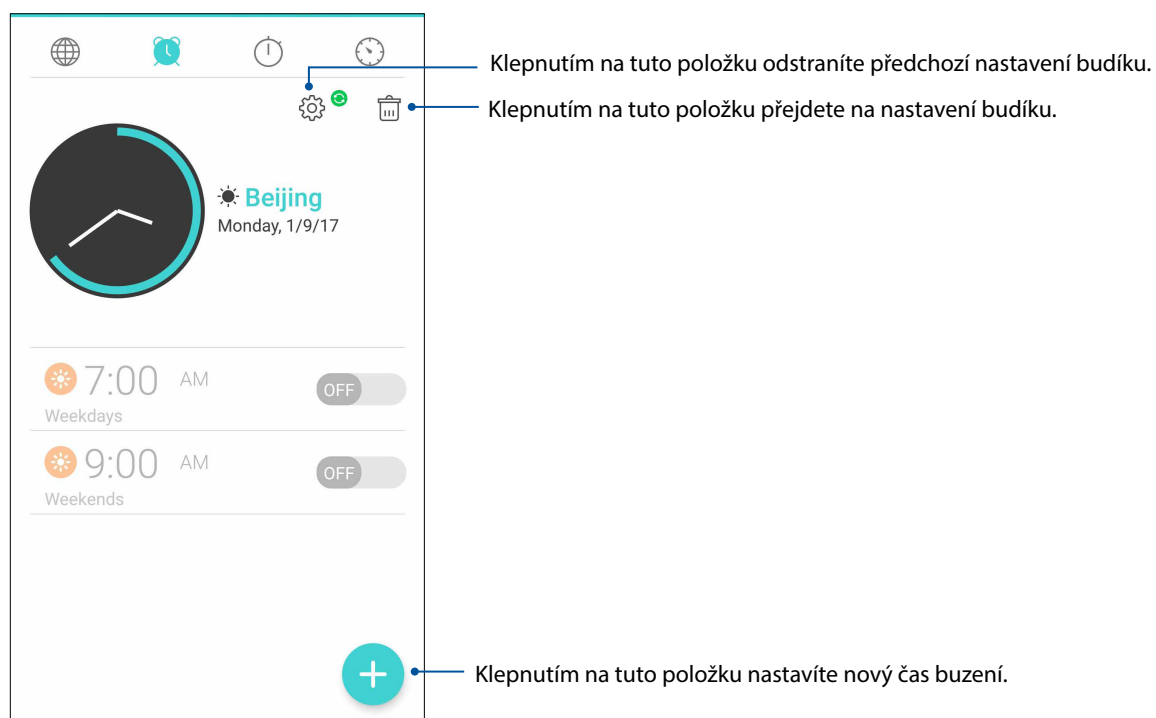 Klepnutím na tuto položku odstraníte předchozí nastavení budíku.
Klepnutím na tuto položku přejdete na nastavení budíku.
Beijing
Monday, 1/9/17
7:00 AM
OFF
Weekdays
9:00 AM
OFF
Weekends
Klepnutím na tuto položku nastavíte nový čas buzení.